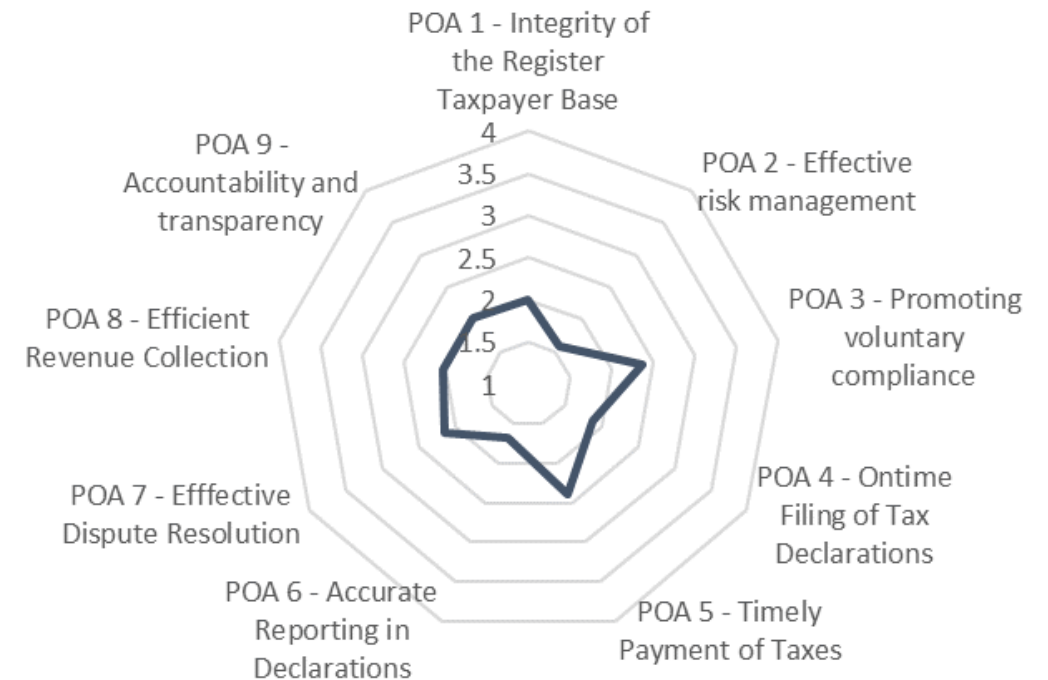 POA 1 - Integrity of
the Register
Taxpayer Base
4
3.5
3
2.5
2
1.5
1
POA 2 - Effective
risk management
POA 3 - Promoting
voluntary
compliance
POA 4 - Ontime
Filing of Tax
Declarations
POA 5 - Timely
Payment of Taxes
POA 6 - Accurate
Reporting in
Declarations
POA 7 - Efffective
Dispute Resolution
POA 8 - Efficient
Revenue Collection
POA 9 -
Accountability and
transparency